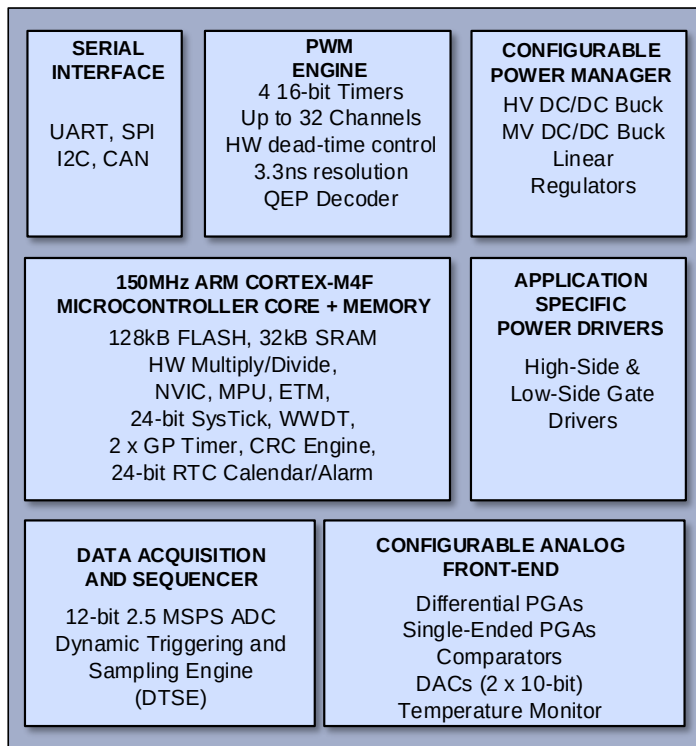 SERIAL
INTERFACE
UART, SPI
I2C, CAN
PWM
ENGINE
4 16-bit Timers
Up to 32 Channels
HW dead-time control
3.3ns resolution
QEP Decoder
CONFIGURABLE
POWER MANAGER
HV DC/DC Buck
MV DC/DC Buck
Linear
Regulators
150MHz ARM CORTEX-M4F
MICROCONTROLLER CORE + MEMORY
128kB FLASH, 32kB SRAM
HW Multiply/Divide,
NVIC, MPU, ETM,
24-bit SysTick, WWDT,
2 x GP Timer, CRC Engine,
24-bit RTC Calendar/Alarm
APPLICATION
SPECIFIC
POWER DRIVERS
High-Side &
Low-Side Gate
Drivers
DATA ACQUISITION
AND SEQUENCER
12-bit 2.5 MSPS ADC
Dynamic Triggering and
Sampling Engine
(DTSE)
CONFIGURABLE ANALOG
FRONT-END
Differential PGAs
Single-Ended PGAs
Comparators
DACs (2 x 10-bit)
Temperature Monitor